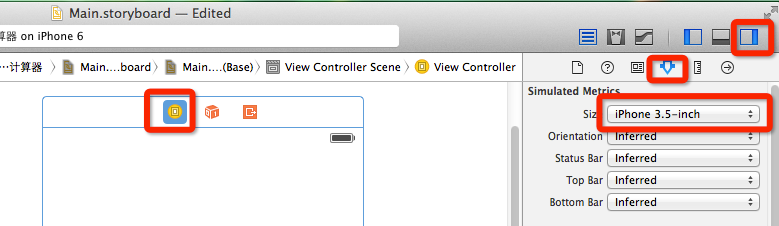 Main.storyboard — Edited
算器 on iPhone 6
…计算器 〉 Main....board 〉 Main....(Base) 〉 View Controller Scene 〉 View Controller
Simulated Metrics
Siz iPhone 3.5-inch
Orientation Inferred
Status Bar Inferred
Top Bar Inferred
Bottom Bar Inferred